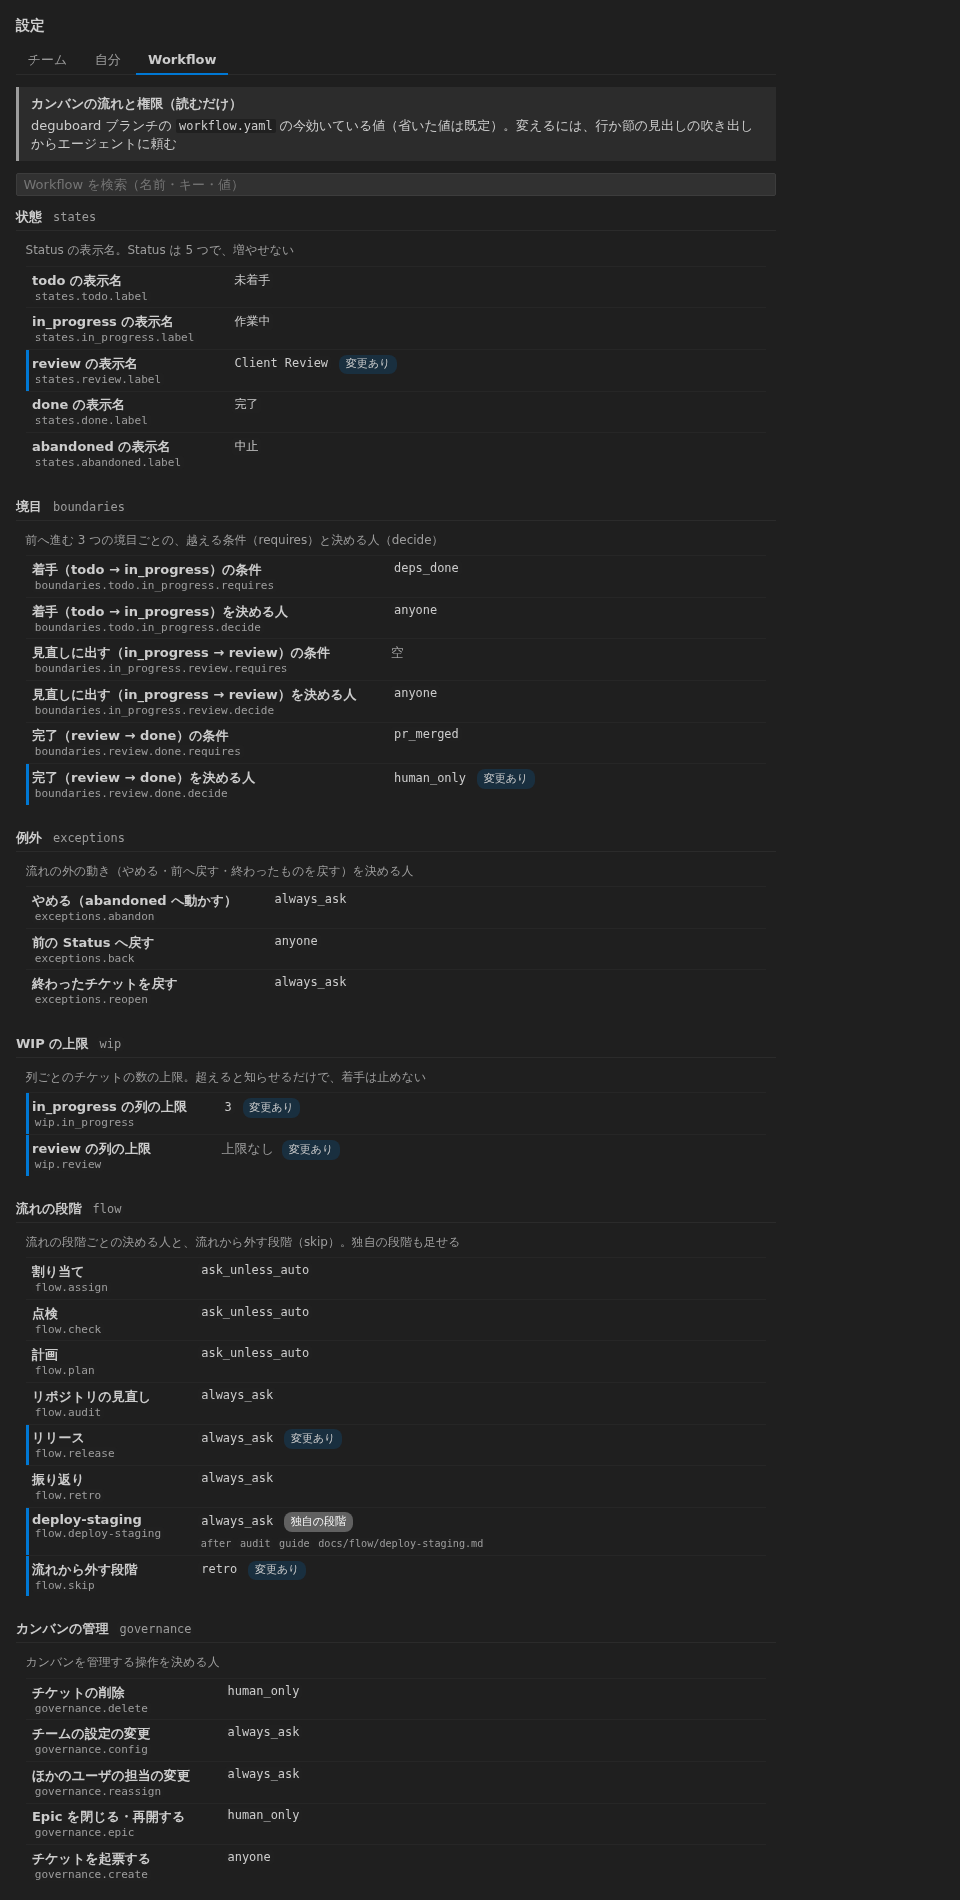 設定
チーム 自分 Workflow
カンバンの流れと権限（読むだけ）
deguboard ブランチの workflow.yaml の今効いている値（省いた値は既定）。変えるには、行か節の見出しの吹き出し
からエージェントに頼む
Workflow を検索（名前・キー・値）
状態 states
Status の表示名。Status は 5 つで、増やせない
todo の表示名 未着手
states.todo.label
in_progress の表示名 作業中
states.in_progress.label
review の表示名 Client Review 変更あり
states.review.label
done の表示名 完了
states.done.label
abandoned の表示名 中止
states.abandoned.label
境目 boundaries
前へ進む 3 つの境目ごとの、越える条件（requires）と決める人（decide）
着手（todo → in_progress）の条件 deps_done
boundaries.todo.in_progress.requires
着手（todo → in_progress）を決める人 anyone
boundaries.todo.in_progress.decide
見直しに出す（in_progress → review）の条件 空
boundaries.in_progress.review.requires
見直しに出す（in_progress → review）を決める人 anyone
boundaries.in_progress.review.decide
完了（review → done）の条件 pr_merged
boundaries.review.done.requires
完了（review → done）を決める人 human_only 変更あり
boundaries.review.done.decide
例外 exceptions
流れの外の動き（やめる・前へ戻す・終わったものを戻す）を決める人
やめる（abandoned へ動かす） always_ask
exceptions.abandon
前の Status へ戻す anyone
exceptions.back
終わったチケットを戻す always_ask
exceptions.reopen
WIP の上限 wip
列ごとのチケットの数の上限。超えると知らせるだけで、着手は止めない
in_progress の列の上限 3 変更あり
wip.in_progress
review の列の上限 上限なし 変更あり
wip.review
流れの段階 flow
流れの段階ごとの決める人と、流れから外す段階（skip）。独自の段階も足せる
割り当て ask_unless_auto
flow.assign
点検 ask_unless_auto
flow.check
計画 ask_unless_auto
flow.plan
リポジトリの見直し always_ask
flow.audit
リリース always_ask 変更あり
flow.release
振り返り always_ask
flow.retro
deploy-staging always_ask 独自の段階
flow.deploy-staging after audit guide docs/flow/deploy-staging.md
流れから外す段階 retro 変更あり
flow.skip
カンバンの管理 governance
カンバンを管理する操作を決める人
チケットの削除 human_only
governance.delete
チームの設定の変更 always_ask
governance.config
ほかのユーザの担当の変更 always_ask
governance.reassign
Epic を閉じる・再開する human_only
governance.epic
チケットを起票する anyone
governance.create